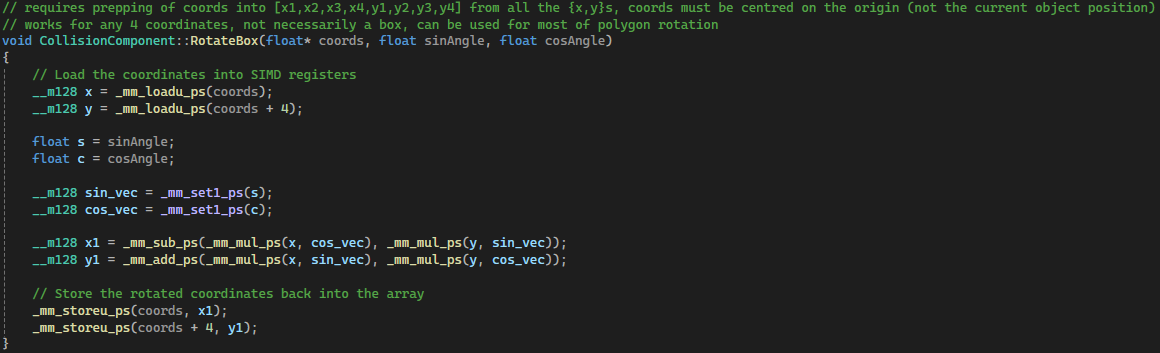 // requires prepping of coords into [x1,x2,x3,x4,y1,y2,y3,y4] from all the {x,y}s, coords must be centred on the origin (not the current object position)
// works for any 4 coordinates, not necessarily a box, can be used for most of polygon rotation
void CollisionComponent::RotateBox(float* coords, float sinAngle, float cosAngle)
{
    // Load the coordinates into SIMD registers
    __m128 x = _mm_loadu_ps(coords);
    __m128 y = _mm_loadu_ps(coords + 4);

    float s = sinAngle;
    float c = cosAngle;

    __m128 sin_vec = _mm_set1_ps(s);
    __m128 cos_vec = _mm_set1_ps(c);

    __m128 x1 = _mm_sub_ps(_mm_mul_ps(x, cos_vec), _mm_mul_ps(y, sin_vec));
    __m128 y1 = _mm_add_ps(_mm_mul_ps(x, sin_vec), _mm_mul_ps(y, cos_vec));

    // Store the rotated coordinates back into the array
    _mm_storeu_ps(coords, x1);
    _mm_storeu_ps(coords + 4, y1);
}